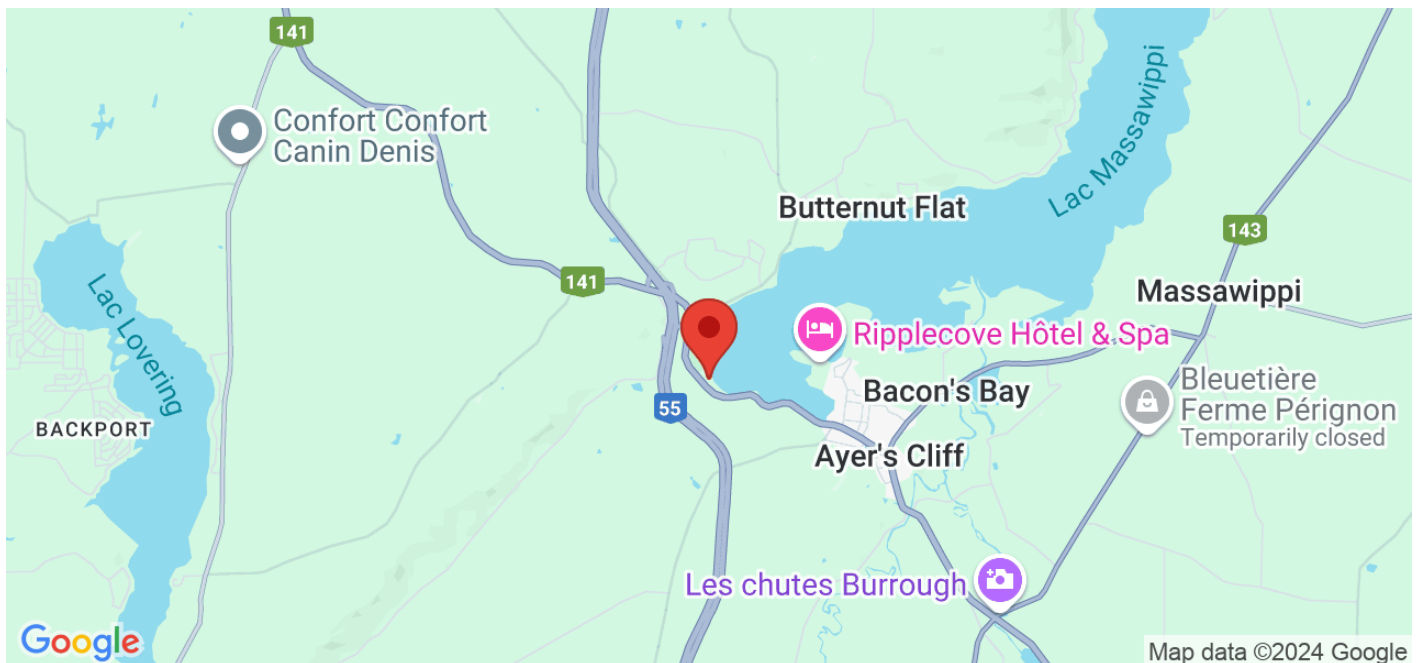 141
Confort Confort
Canin Denis
Lac Massawippi
Butternut Flat
143
141
Massawippi
Lac Lovering
Ripplecove Hôtel & Spa
Bacon's Bay
Bleuetière
Ferme Pérignon
Temporarily closed
55
BACKPORT
Ayer's Cliff
Les chutes Burrough
Google
Map data ©2024 Google